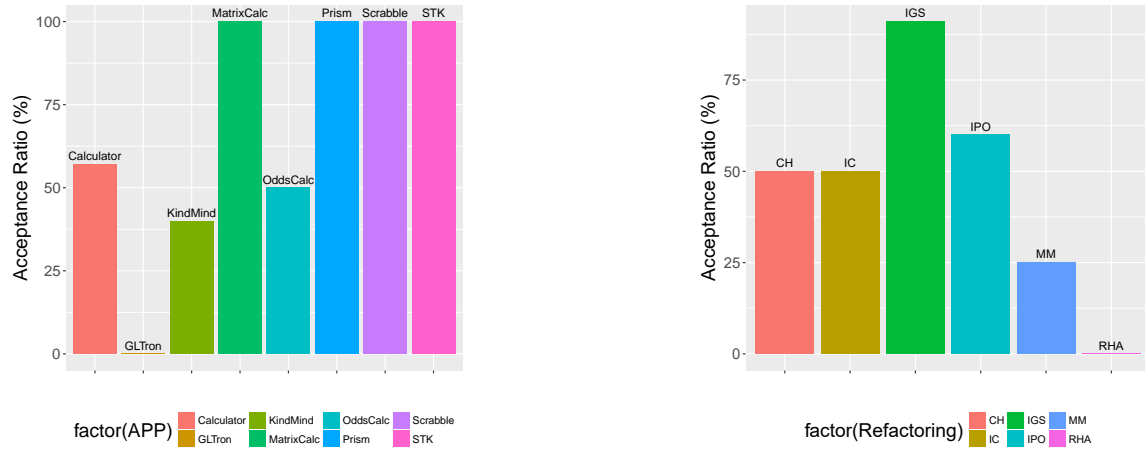 MatrixCalc Prism Scrabble STK
100
75
Calculator
50
OddsCalc
KindMind
25
GLTron
0
Acceptance Ratio (%)
factor(APP)
Calculator KindMind OddsCalc Scrabble
GLTron MatrixCalc Prism STK
IGS
75
IPO
50
CH IC
25
MM
RHA
0
Acceptance Ratio (%)
factor(Refactoring)
CH IGS MM
IC IPO RHA